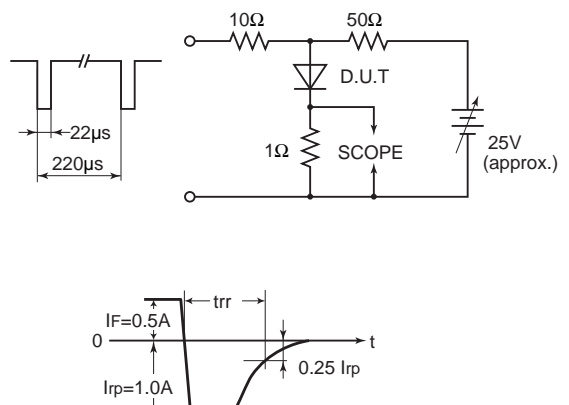 10Ω
50Ω
D.U.T
22µs
220µs
1Ω
SCOPE
25V
(approx.)
trr
IF=0.5A
0
t
0.25 Irp
Irp=1.0A